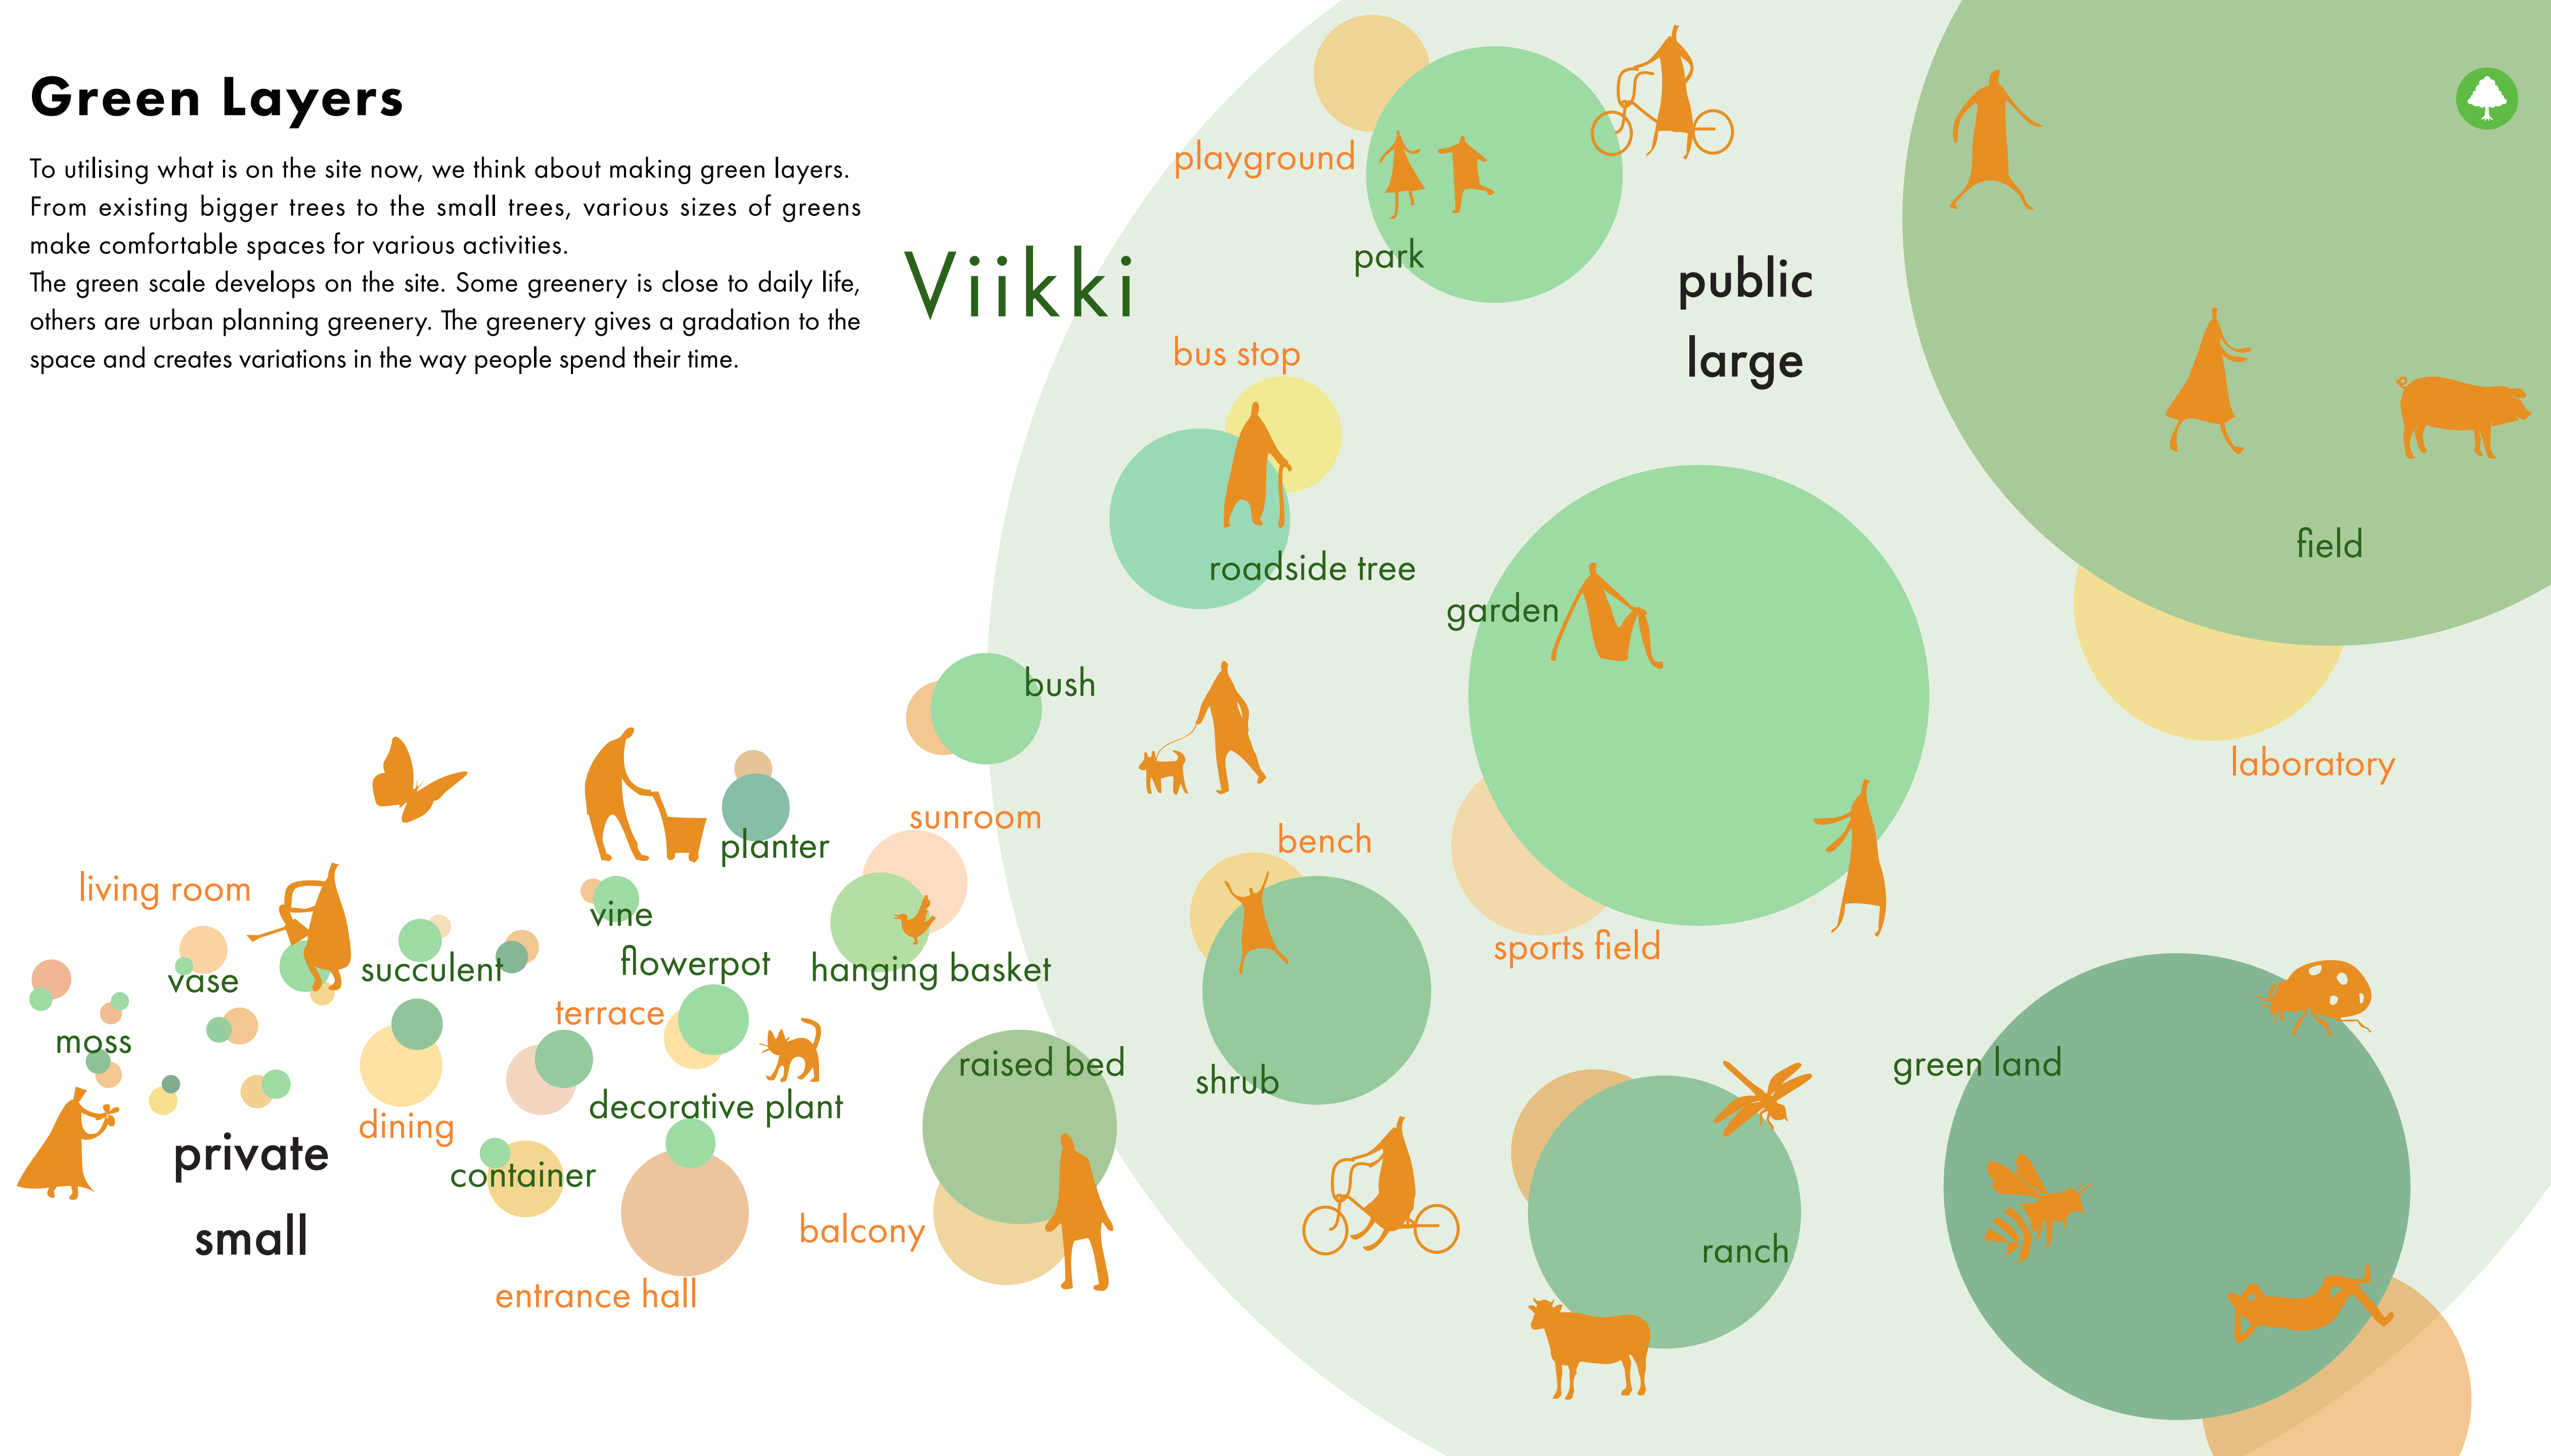 Green Layers
To utilising what is on the site now, we think about making green layers.
From existing bigger trees to the small trees, various sizes of greens
make comfortable spaces for various activities.
The green scale develops on the site. Some greenery is close to daily life,
others are urban planning greenery. The greenery gives a gradation to the
space and creates variations in the way people spend their time.
Viikki
playground
park
public
large
bus stop
roadside tree
garden
field
laboratory
bush
sunroom
bench
planter
living room
vine
flowerpot
hanging basket
succulent
vase
sports field
terrace
moss
raised bed
shrub
green land
decorative plant
dining
private
small
container
balcony
ranch
entrance hall